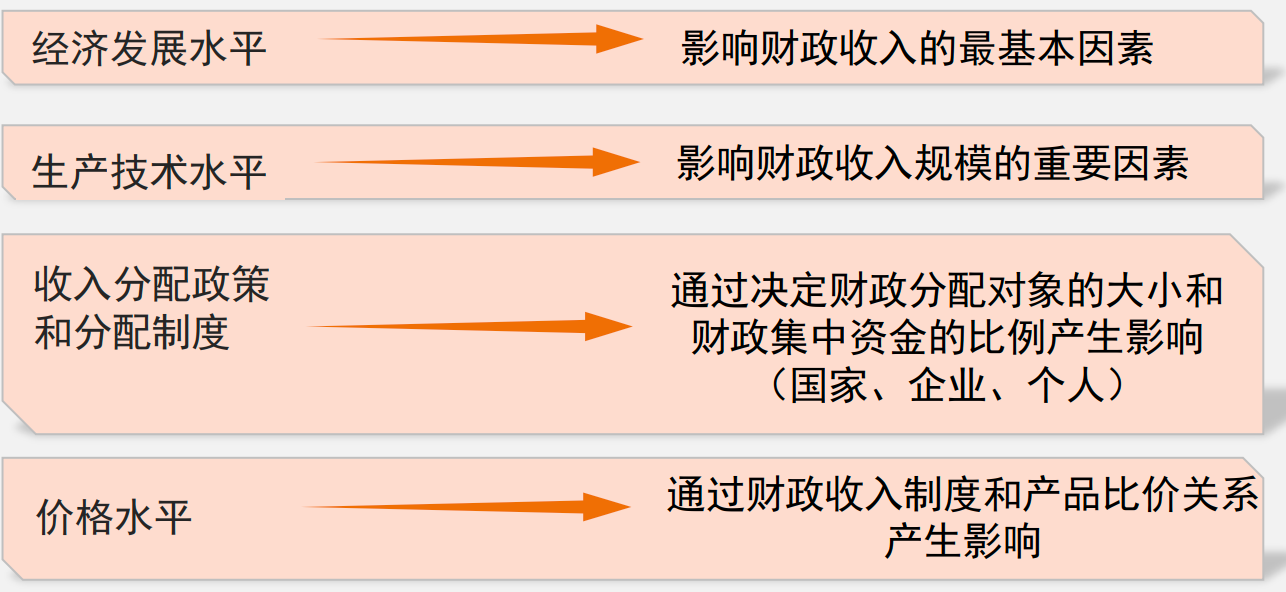 经济发展水平
影响财政收入的最基本因素
生产技术水平
影响财政收入规模的重要因素
收入分配政策
和分配制度
通过决定财政分配对象的大小和
财政集中资金的比例产生影响
（国家、企业、个人）
价格水平
通过财政收入制度和产品比价关系
产生影响